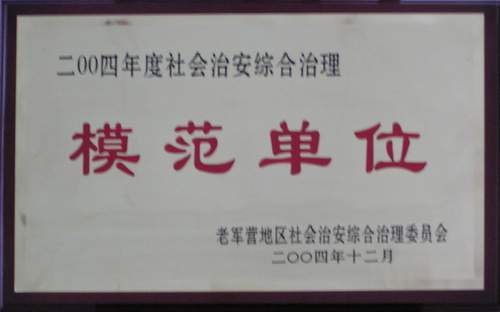 二00四年度社会治安综合治理
模范单位
老军营地区社会治安综合治理委员会
二〇〇四年十二月